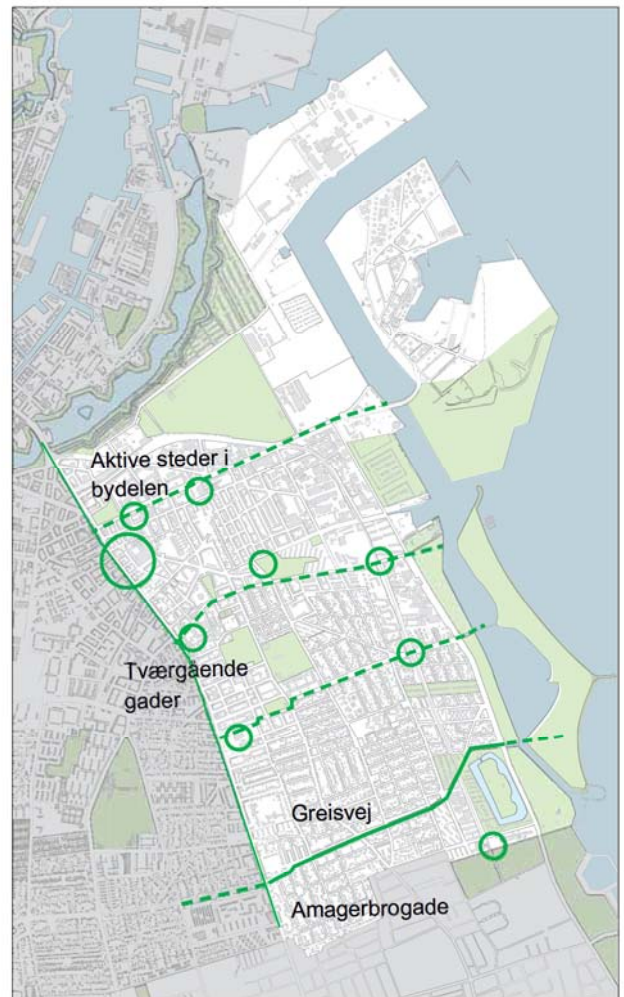 Aktive steder i
bydelen
Tværgående
gader
Greisvej
Amagerbrogade